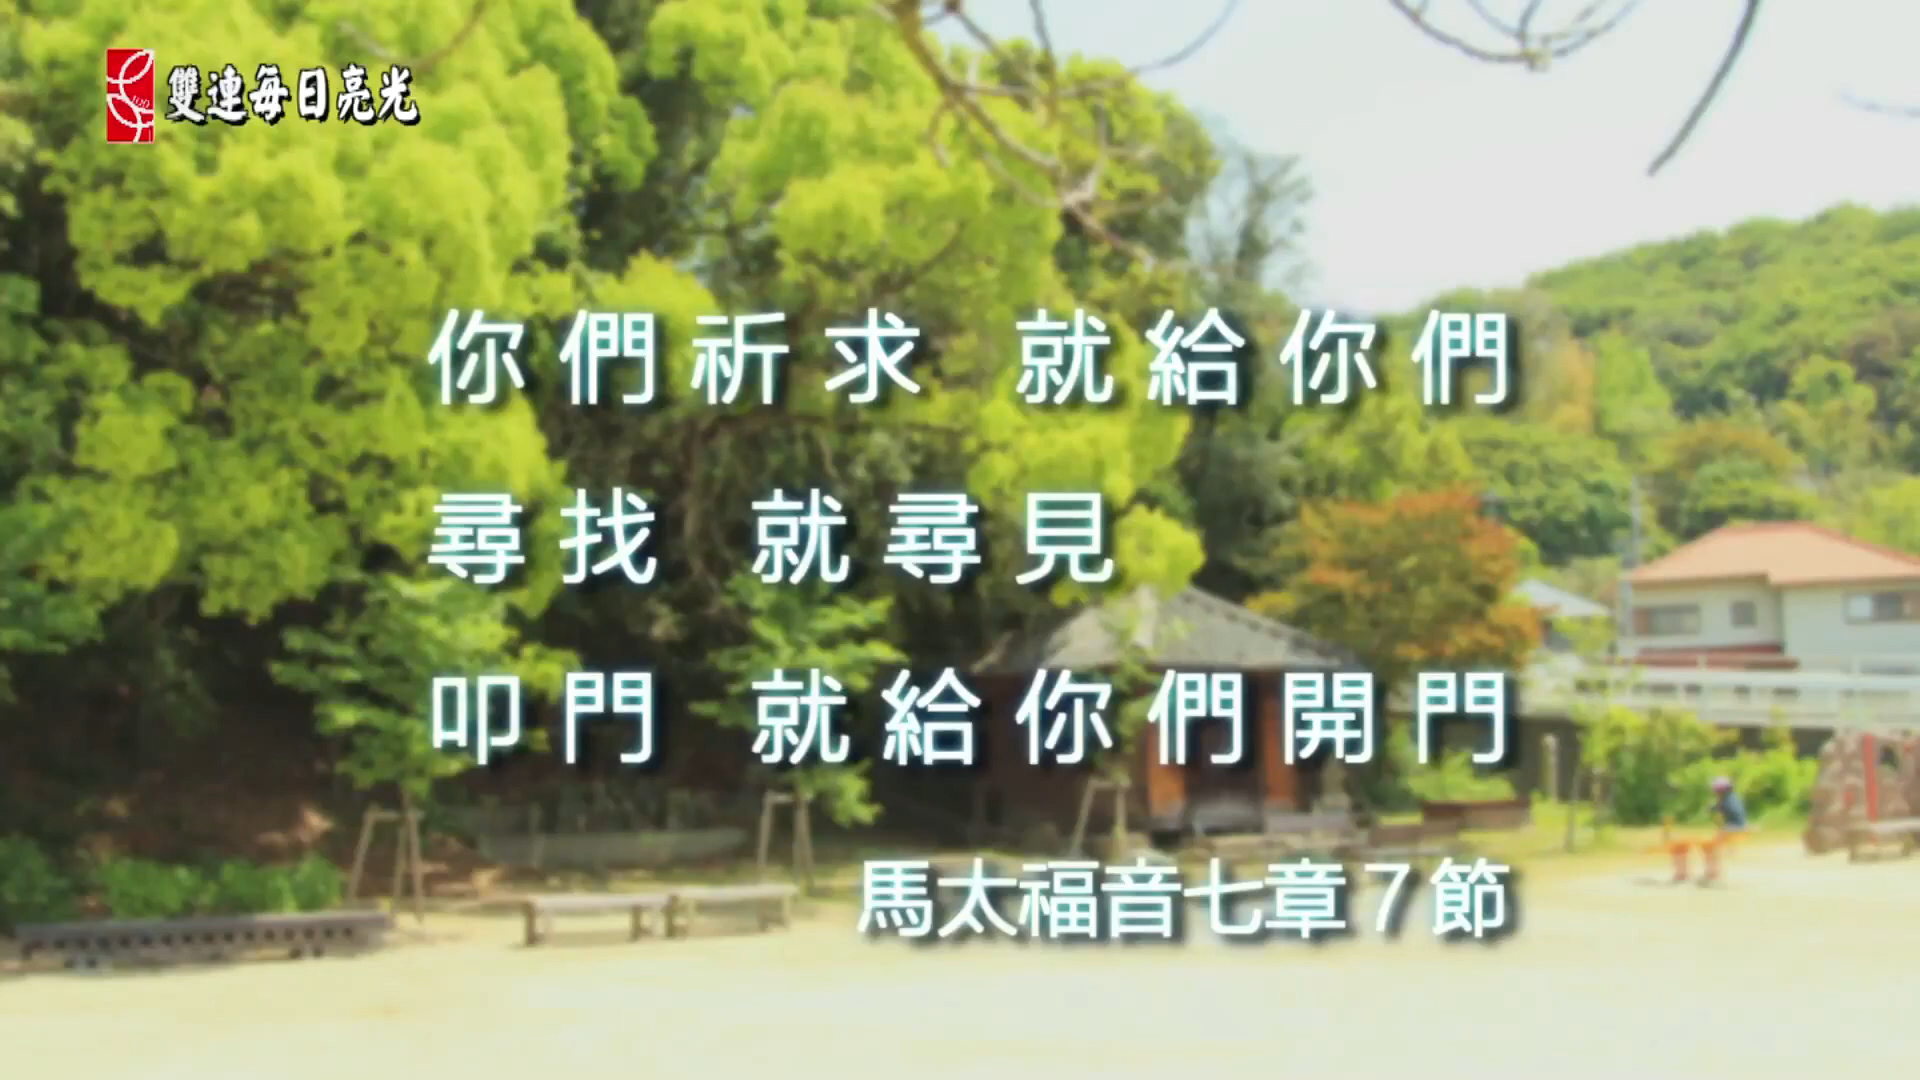 雙連每日亮光
你們祈求 就給你們
尋找 就尋見
叩門 就給你們開門
馬太福音七章7節